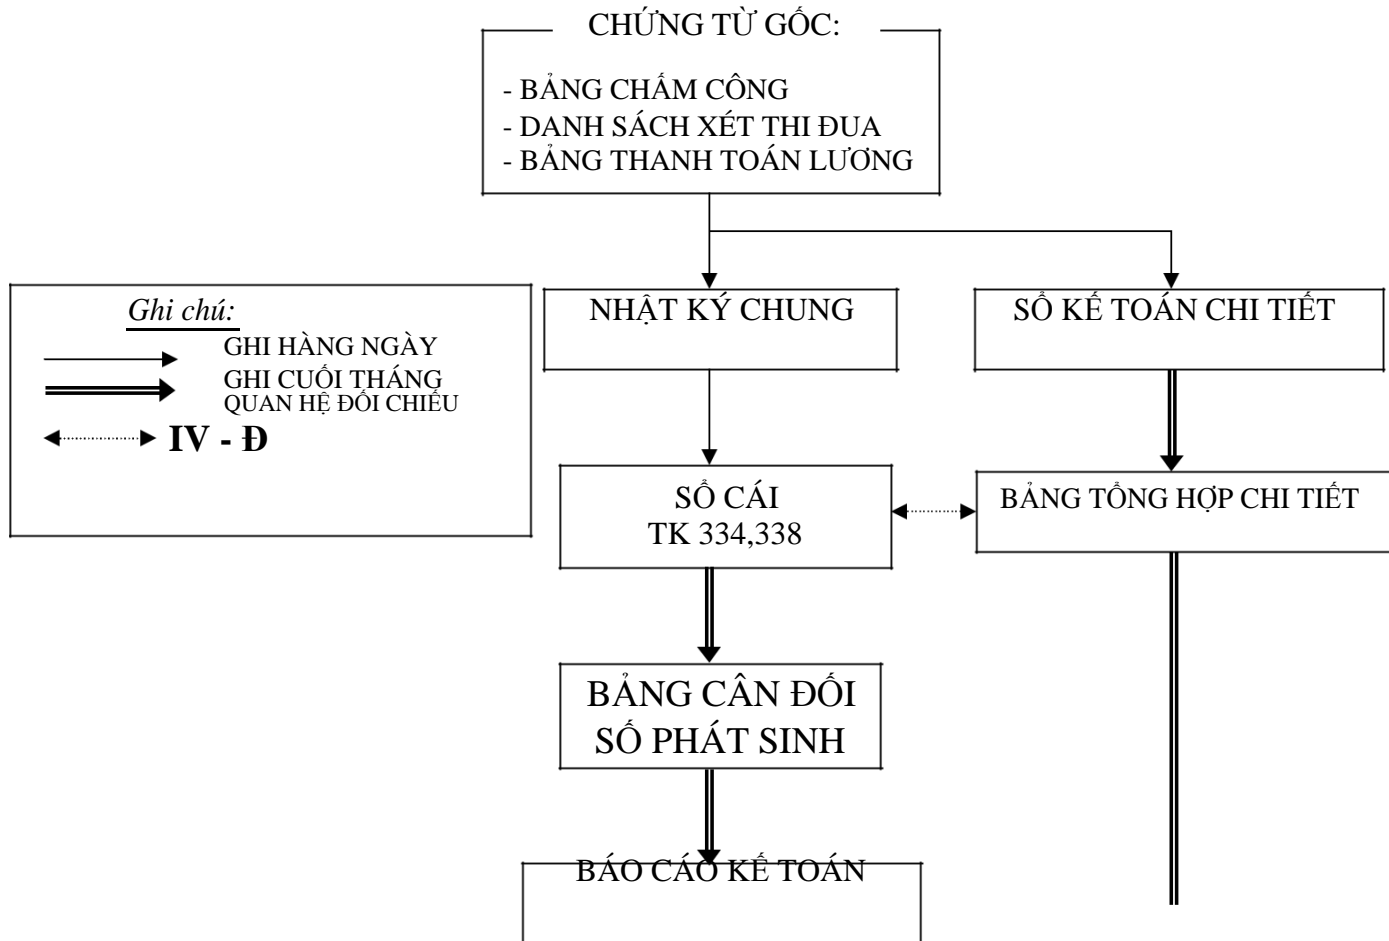 CHỨNG TỪ GỐC:
- BẢNG CHẤM CÔNG
- DANH SÁCH XÉT THI ĐUA
- BẢNG THANH TOÁN LƯƠNG
Ghi chú:
GHI HÀNG NGÀY
GHI CUỐI THÁNG
QUAN HỆ ĐỐI CHIẾU
IV - Đ
NHẬT KÝ CHUNG
SỔ KẾ TOÁN CHI TIẾT
SỔ CÁI
TK 334,338
BẢNG TỔNG HỢP CHI TIẾT
BẢNG CÂN ĐỐI
SỐ PHÁT SINH
BÁO CÁO KẾ TOÁN